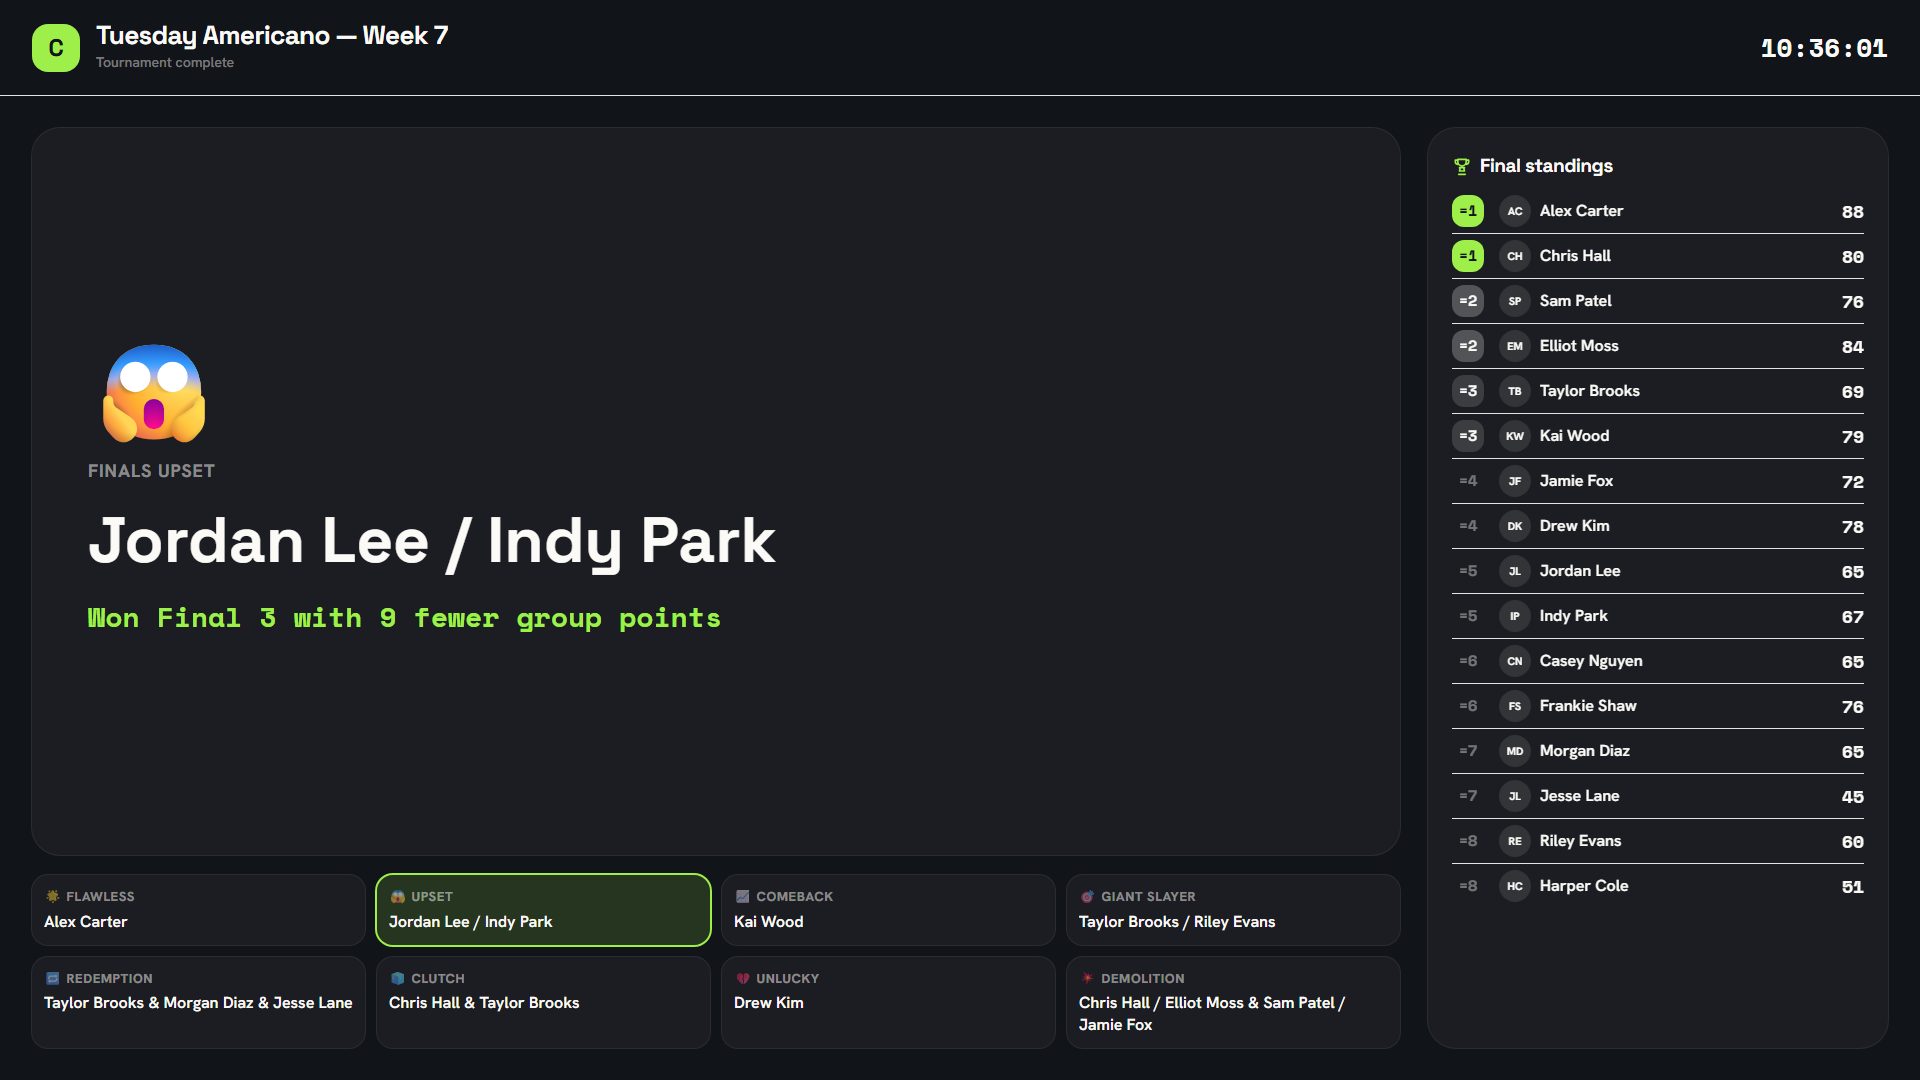 C
Tuesday Americano — Week 7
Tournament complete
10:36:01
FINALS UPSET
Jordan Lee / Indy Park
Won Final 3 with 9 fewer group points
FLAWLESS
Alex Carter
UPSET
Jordan Lee / Indy Park
COMEBACK
Kai Wood
GIANT SLAYER
Taylor Brooks / Riley Evans
REDEMPTION
Taylor Brooks & Morgan Diaz & Jesse Lane
CLUTCH
Chris Hall & Taylor Brooks
UNLUCKY
Drew Kim
DEMOLITION
Chris Hall / Elliot Moss & Sam Patel /
Jamie Fox
Final standings
=1 AC Alex Carter 88
=1 CH Chris Hall 80
=2 SP Sam Patel 76
=2 EM Elliot Moss 84
=3 TB Taylor Brooks 69
=3 KW Kai Wood 79
=4 JF Jamie Fox 72
=4 DK Drew Kim 78
=5 JL Jordan Lee 65
=5 IP Indy Park 67
=6 CN Casey Nguyen 65
=6 FS Frankie Shaw 76
=7 MD Morgan Diaz 65
=7 JL Jesse Lane 45
=8 RE Riley Evans 60
=8 HC Harper Cole 51